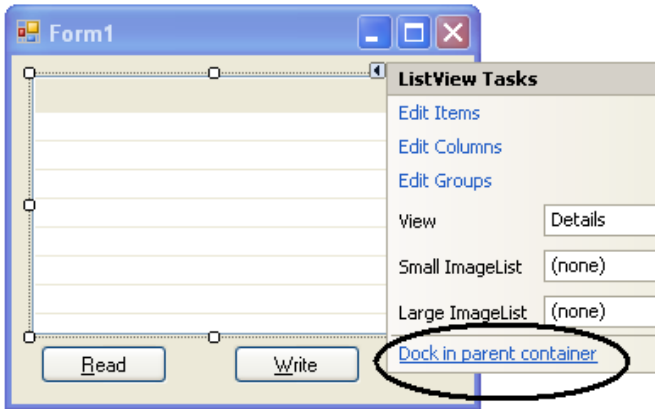 Form1
ListView Tasks
Edit Items
Edit Columns
Edit Groups
View Details
Small ImageList (none)
Large ImageList (none)
Dock in parent container
Read Write